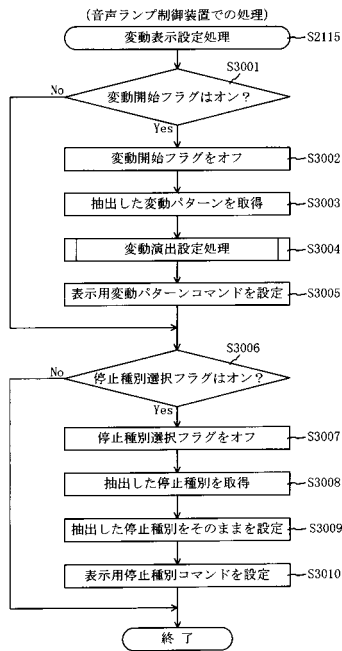 (音声ランプ制御装置での処理)
変動表示設定処理
S2115
S3001
変動開始フラグはオン?
No
Yes
変動開始フラグをオフ
S3002
抽出した変動パターンを取得
S3003
変動演出設定処理
S3004
表示用変動パターンコマンドを設定
S3005
S3006
停止種別選択フラグはオン?
No
Yes
停止種別選択フラグをオフ
S3007
抽出した停止種別を取得
S3008
抽出した停止種別をそのままを設定
S3009
表示用停止種別コマンドを設定
S3010
終了